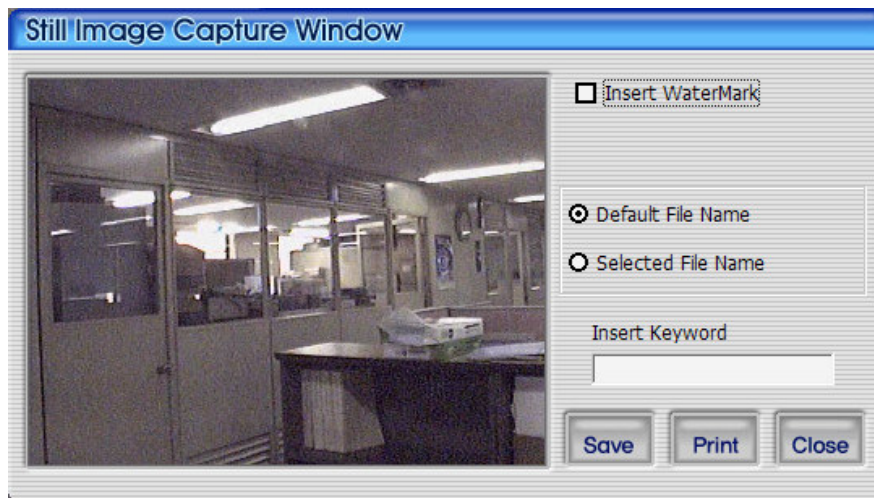 Still Image Capture Window
Insert WaterMark
Default File Name
Selected File Name
Insert Keyword
Save
Print
Close